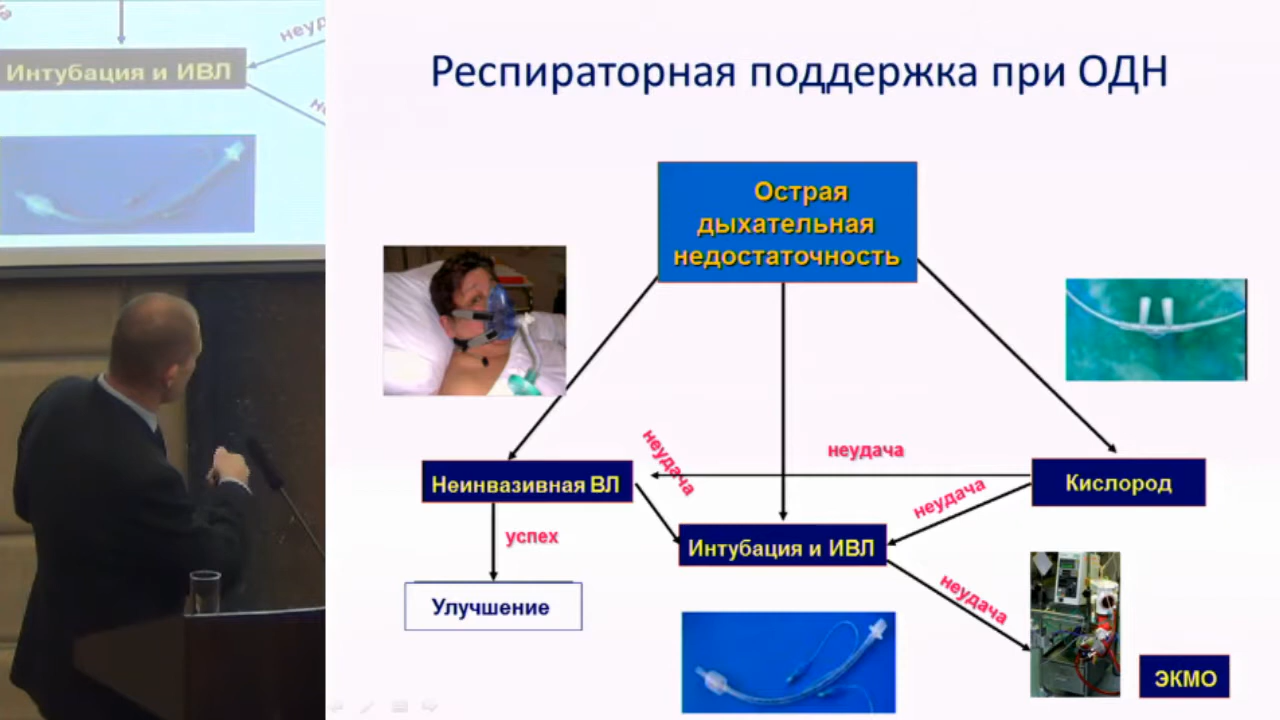 неуд
Интубация и ИВЛ
Респираторная поддержка при ОДН
Острая
дыхательная
недостаточность
неудача
неудача
Неинвазивная ВЛ
Кислород
неудача
успех
Интубация и ИВЛ
неудача
Улучшение
ЭКМО